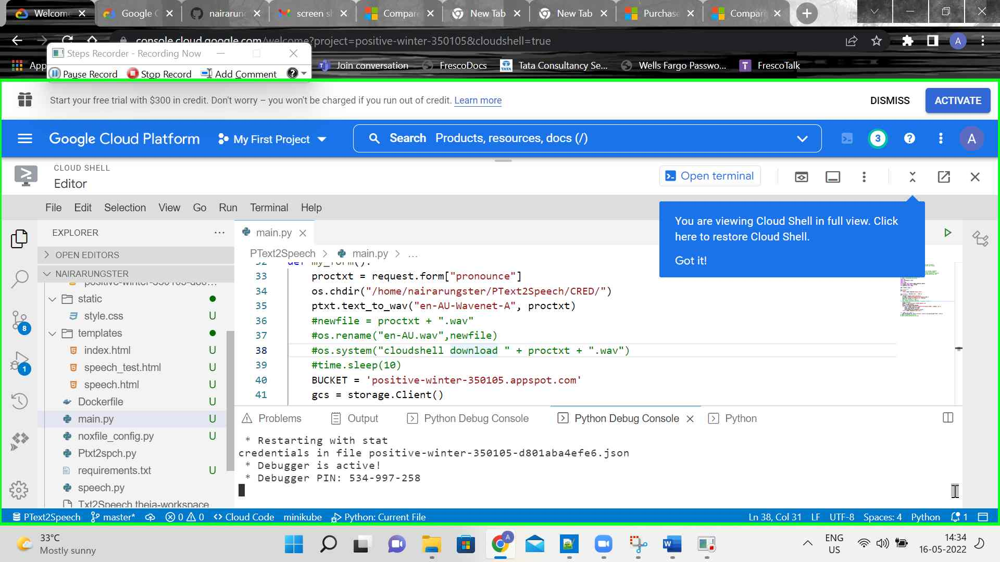 Welcom
Google C
nairarung
screen sh
Compare
New Tab
New Tab
Purchase
Compar
console.cloud.google.com/welcome?project=positive-winter-350105&cloudshell=true
A
Steps Recorder - Recording Now
App
Join conversation
FrescoDocs
TATA
Tata Consultancy Se...
Wells Fargo Passwo...
T FrescoTalk
Pause Record
Stop Record
Add Comment
Start your free trial with $300 in credit. Don't worry – you won't be charged if you run out of credit. Learn more
DISMISS
ACTIVATE
Google Cloud Platform
My First Project
Search Products, resources, docs (/)
3
A
CLOUD SHELL
Editor
Open terminal
File Edit Selection View Go Run Terminal Help
You are viewing Cloud Shell in full view. Click
here to restore Cloud Shell.
Got it!
EXPLORER
main.py
OPEN EDITORS
PText2Speech > main.py > ...
NAIRARUNGSTER
positive-winter-350105-d80...
static
style.css U
templates
index.html U
speech_test.html U
speech.html U
Dockerfile U
main.py U
noxfile_config.py U
Ptxt2spch.py
requirements.txt U
speech.py
Txt2Speech.theia-workspace
8
1
32 def my_form():
33 proctxt = request.form["pronounce"]
34 os.chdir("/home/nairarungster/PText2Speech/CRED/")
35 ptxt.text_to_wav("en-AU-Wavenet-A", proctxt)
36 #newfile = proctxt + ".wav"
37 #os.rename("en-AU.wav",newfile)
38 #os.system("cloudshell download " + proctxt + ".wav")
39 #time.sleep(10)
40 BUCKET = 'positive-winter-350105.appspot.com'
41 gcs = storage.Client()
Problems
Output
Python Debug Console
Python Debug Console
Python
* Restarting with stat
credentials in file positive-winter-350105-d801aba4efe6.json
* Debugger is active!
* Debugger PIN: 534-997-258
PText2Speech master* 0 0 Cloud Code minikube Python: Current File
Ln 38, Col 31 LF UTF-8 Spaces: 4 Python 1
33°C
Mostly sunny
A
ENG
US
14:34
16-05-2022